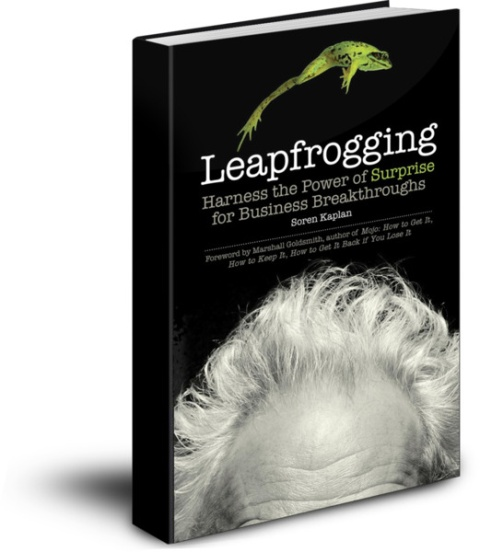 Leapfrogging
Harness the Power of Surprise
for Business Breakthroughs
Soren Kaplan
Foreword by Marshall Goldsmith, author of Mojo: How to Get It,
How to Keep It, How to Get It Back if You Lose It